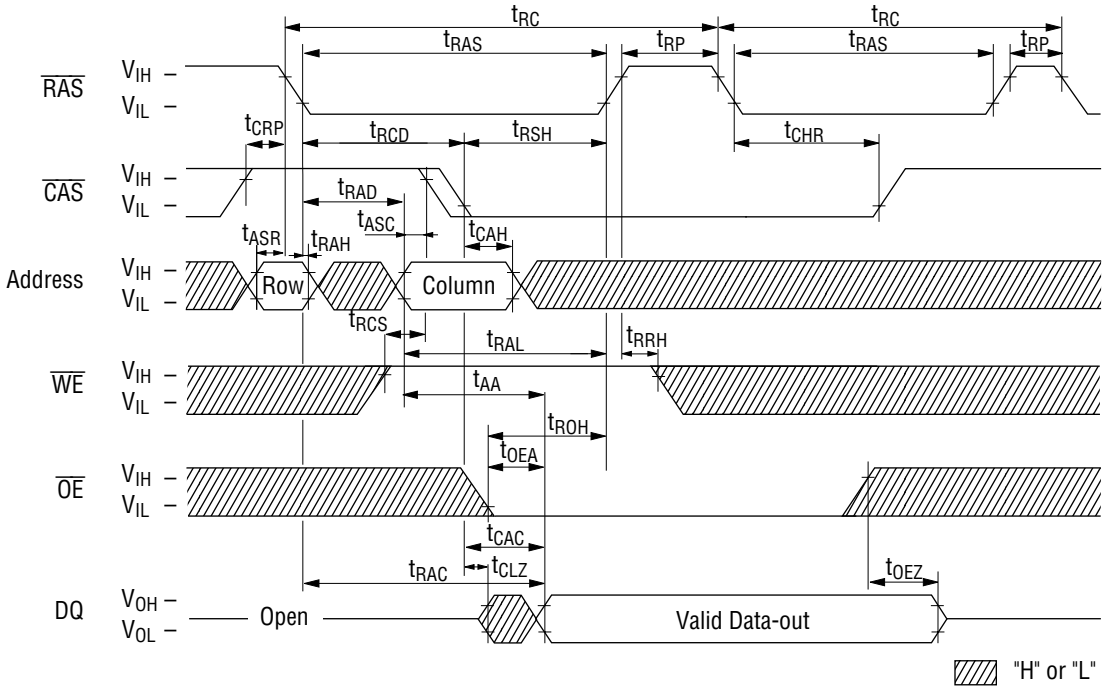 tRC tRC
tRAS tRP tRAS tRP
RAS VIH –
VIL –
tCRP tRCD tRSH tCHR
CAS VIH –
VIL –
tRAD
tASC
tASR tRAH tCAH
Address VIH –
VIL –
Row Column
tRCS tRAL tRRH
WE VIH –
VIL –
tAA
tROH
tOEA
OE VIH –
VIL –
tCAC
tRAC tCLZ tOEZ
DQ VOH –
VOL –
Open Valid Data-out
"H" or "L"